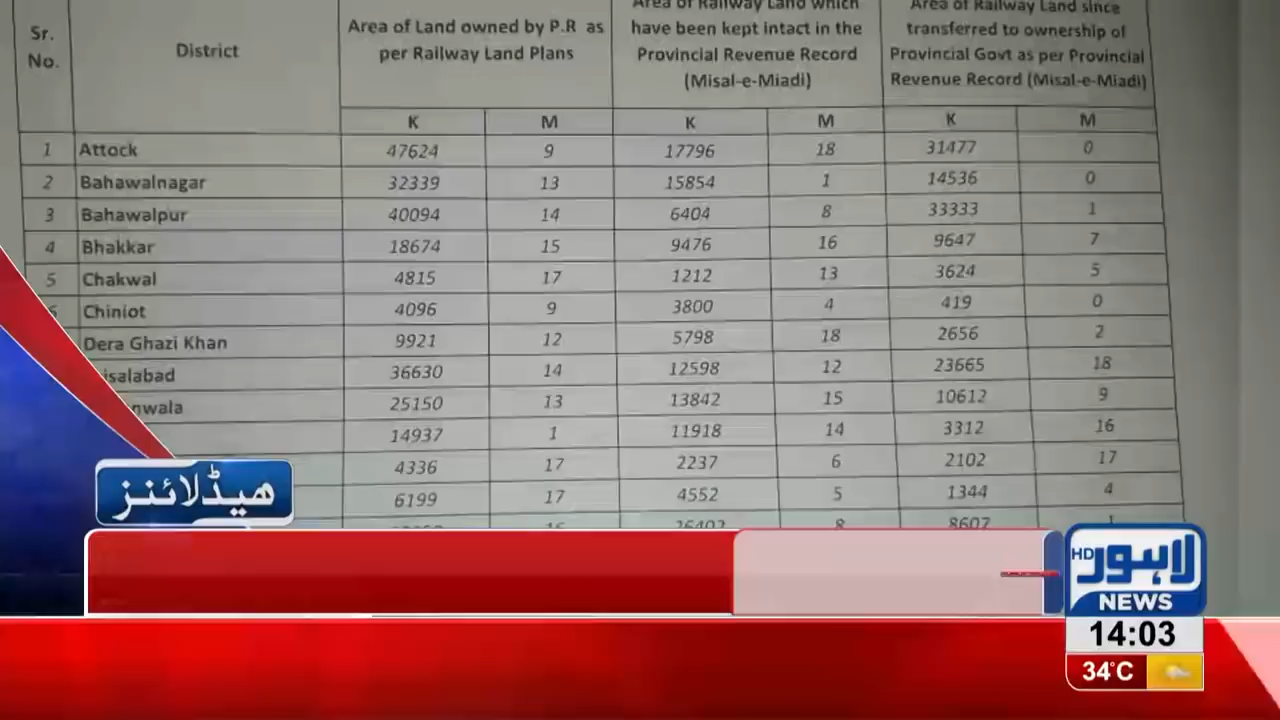 Sr. No. | District | Area of Land owned by P.R as per Railway Land Plans | Area of Railway Land which have been kept intact in the Provincial Revenue Record (Misal-e-Miadi) | Area of Railway Land since transferred to ownership of Provincial Govt as per Provincial Revenue Record (Misal-e-Miadi)
K | M | K | M | K | M
1 | Attock | 47624 | 9 | 17796 | 18 | 31477 | 0
2 | Bahawalnagar | 32339 | 13 | 15854 | 1 | 14536 | 0
3 | Bahawalpur | 40094 | 14 | 6404 | 8 | 33333 | 1
4 | Bhakkar | 18674 | 15 | 9476 | 16 | 9647 | 7
5 | Chakwal | 4815 | 17 | 1212 | 13 | 3624 | 5
Chiniot | 4096 | 9 | 3800 | 4 | 419 | 0
Dera Ghazi Khan | 9921 | 12 | 5798 | 18 | 2656 | 2
isalabad | 36630 | 14 | 12598 | 12 | 23665 | 18
nwala | 25150 | 13 | 13842 | 15 | 10612 | 9
14937 | 1 | 11918 | 14 | 3312 | 16
4336 | 17 | 2237 | 6 | 2102 | 17
6199 | 17 | 4552 | 5 | 1344 | 4
8 | 8607
ھیڈلائنز
HD لاہور
NEWS
14:03
34°C